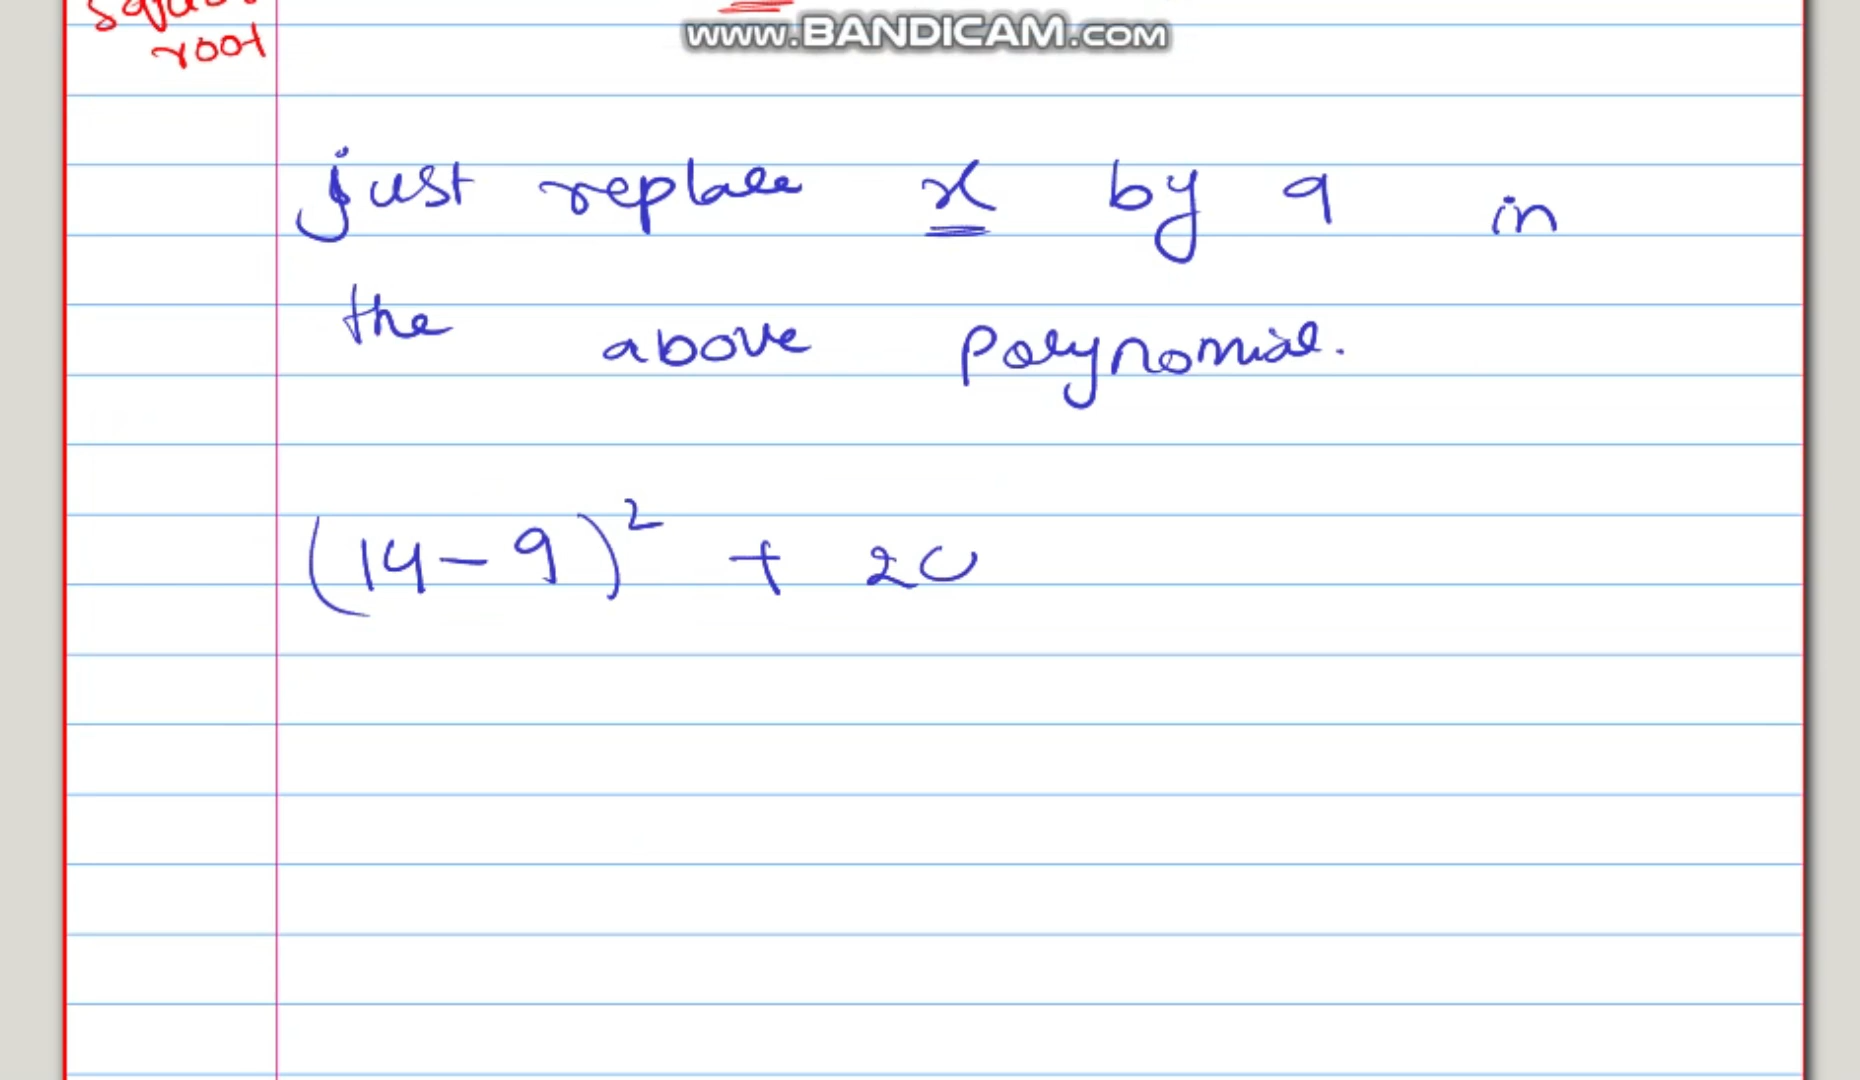 www.BANDICAM.com
root
just replace x by 9 in
the above polynomial.
(14-9)² + 20